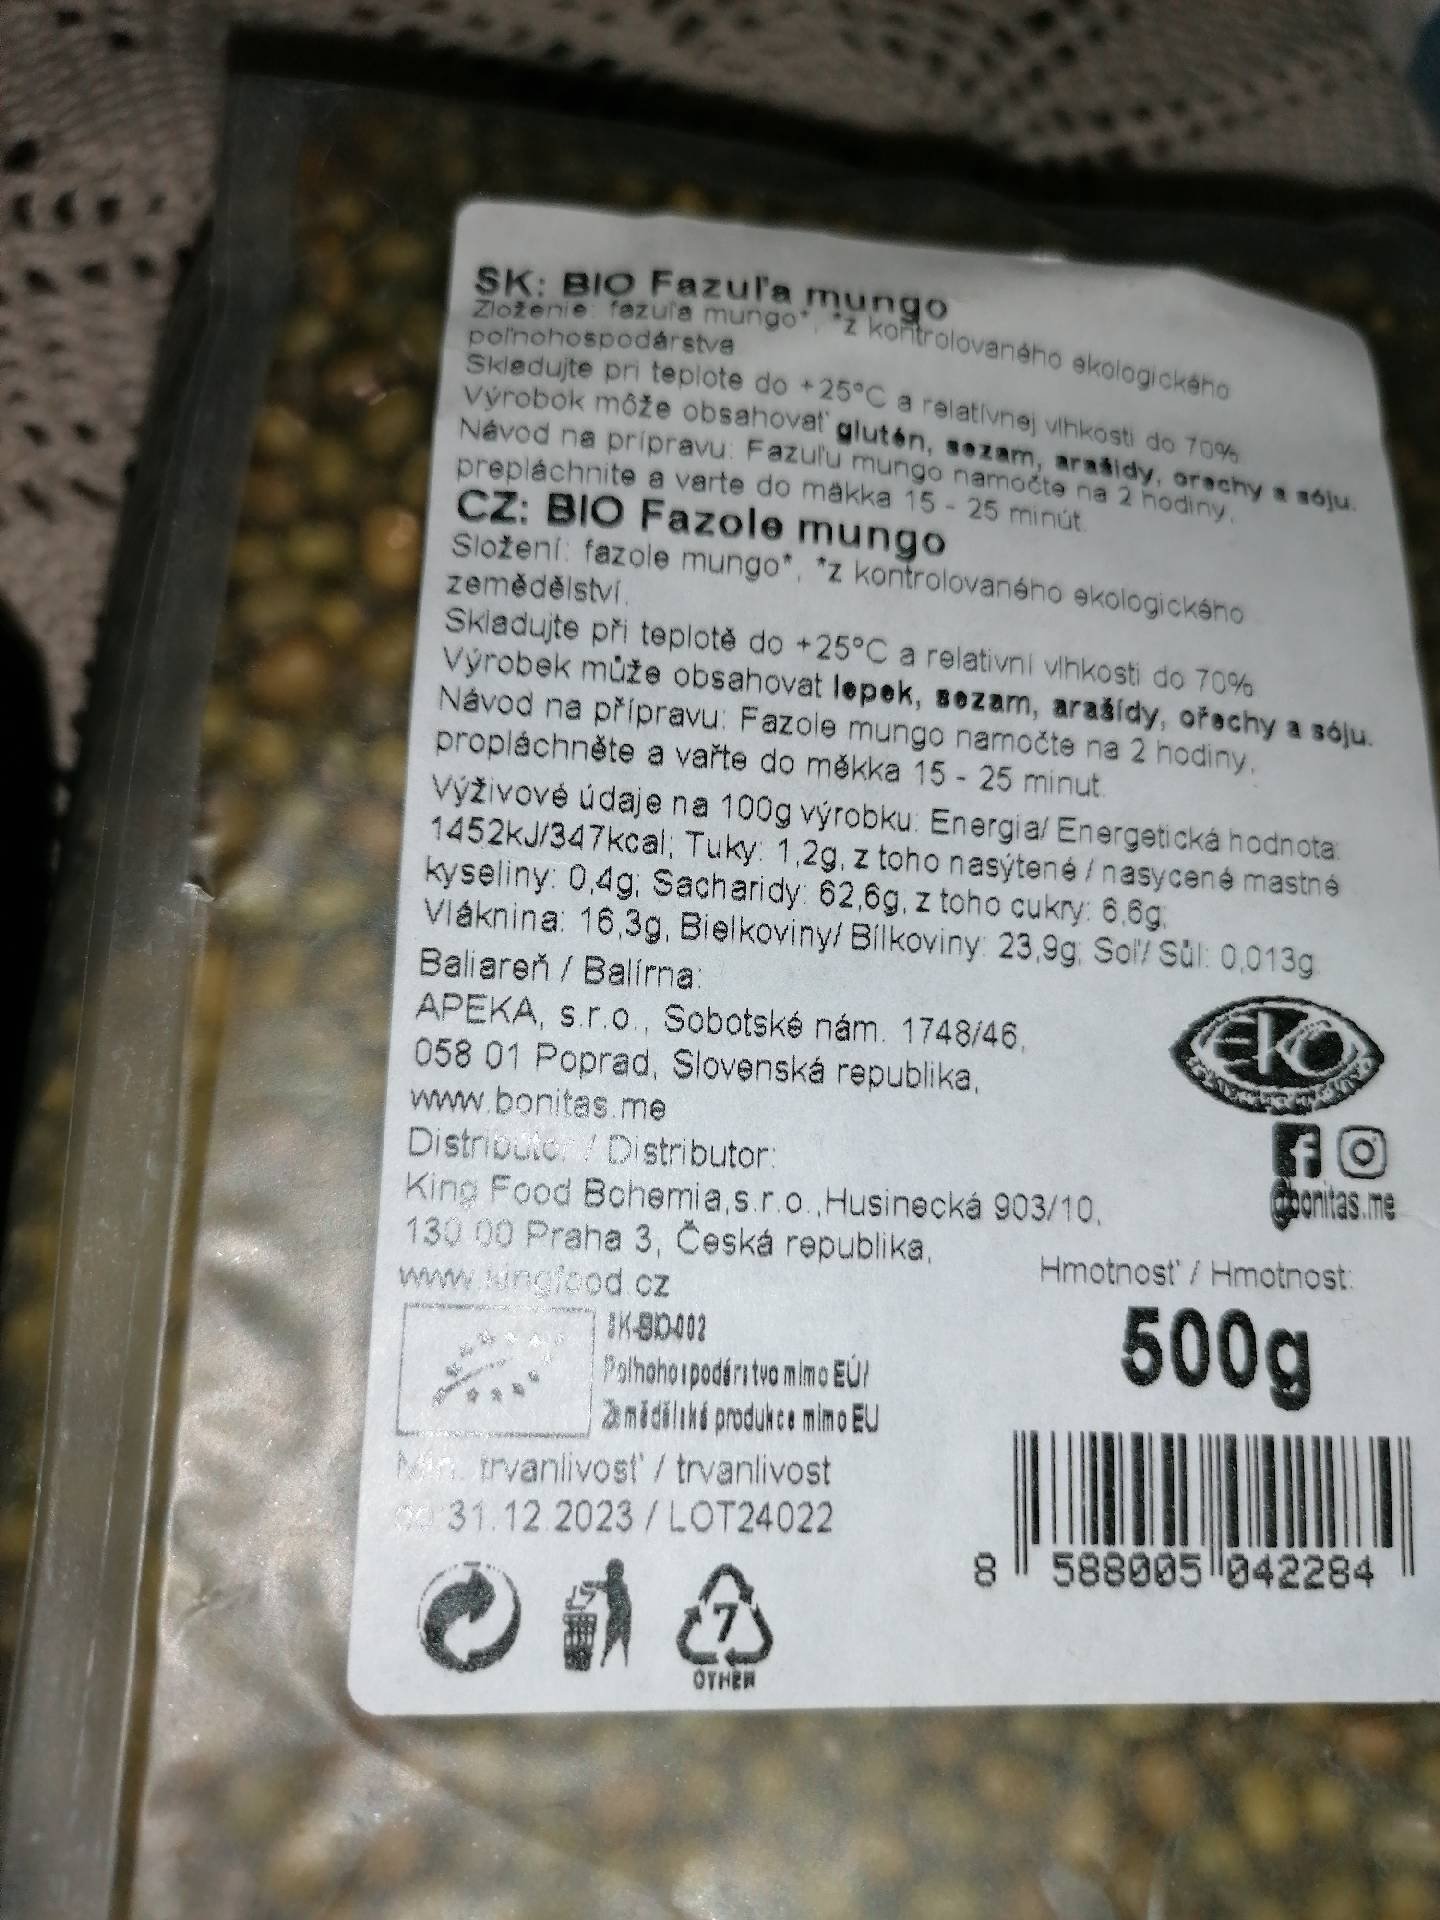 SK: BIO Fazuľa mungo
Zloženie: fazuľa mungo*, *z kontrolovaného ekologického
poľnohospodárstva
Skladujte pri teplote do +25°C a relatívnej vlhkosti do 70%
Výrobok môže obsahovať glutén, sezam, arašidy, orechy a sóju.
Návod na prípravu: Fazuľu mungo namočte na 2 hodiny,
prepláchnite a varte do mäkka 15 - 25 minút.
CZ: BIO Fazole mungo
Složení: fazole mungo*, *z kontrolovaného ekologického
zemědělství.
Skladujte při teplotě do +25°C a relativní vlhkosti do 70%
Výrobek může obsahovat lepek, sezam, arašídy, ořechy a sóju.
Návod na přípravu: Fazole mungo namočte na 2 hodiny,
propláchněte a vařte do měkka 15 - 25 minut.
Výživové údaje na 100g výrobku: Energia/ Energetická hodnota:
1452kJ/347kcal; Tuky: 1,2g, z toho nasýtené / nasycené mastné
kyseliny: 0,4g; Sacharidy: 62,6g, z toho cukry: 6,6g;
Vláknina: 16,3g, Bielkoviny/ Bílkoviny: 23,9g; Soľ/ Sůl: 0,013g
Baliareň / Balírna:
APEKA, s.r.o., Sobotské nám. 1748/46,
058 01 Poprad, Slovenská republika,
www.bonitas.me
Distribútor / Distributor:
King Food Bohemia,s.r.o.,Husinecká 903/10,
130 00 Praha 3, Česká republika,
www.kingfood.cz
EKO
@bonitas.me
Hmotnosť / Hmotnost:
500g
SK-BIO-002
Poľnohospodárstvo mimo EÚ/
Zemědělská produkce mimo EU
Min. trvanlivosť / trvanlivost
do 31.12.2023 / LOT24022
8 588005 042284
7
OTHER